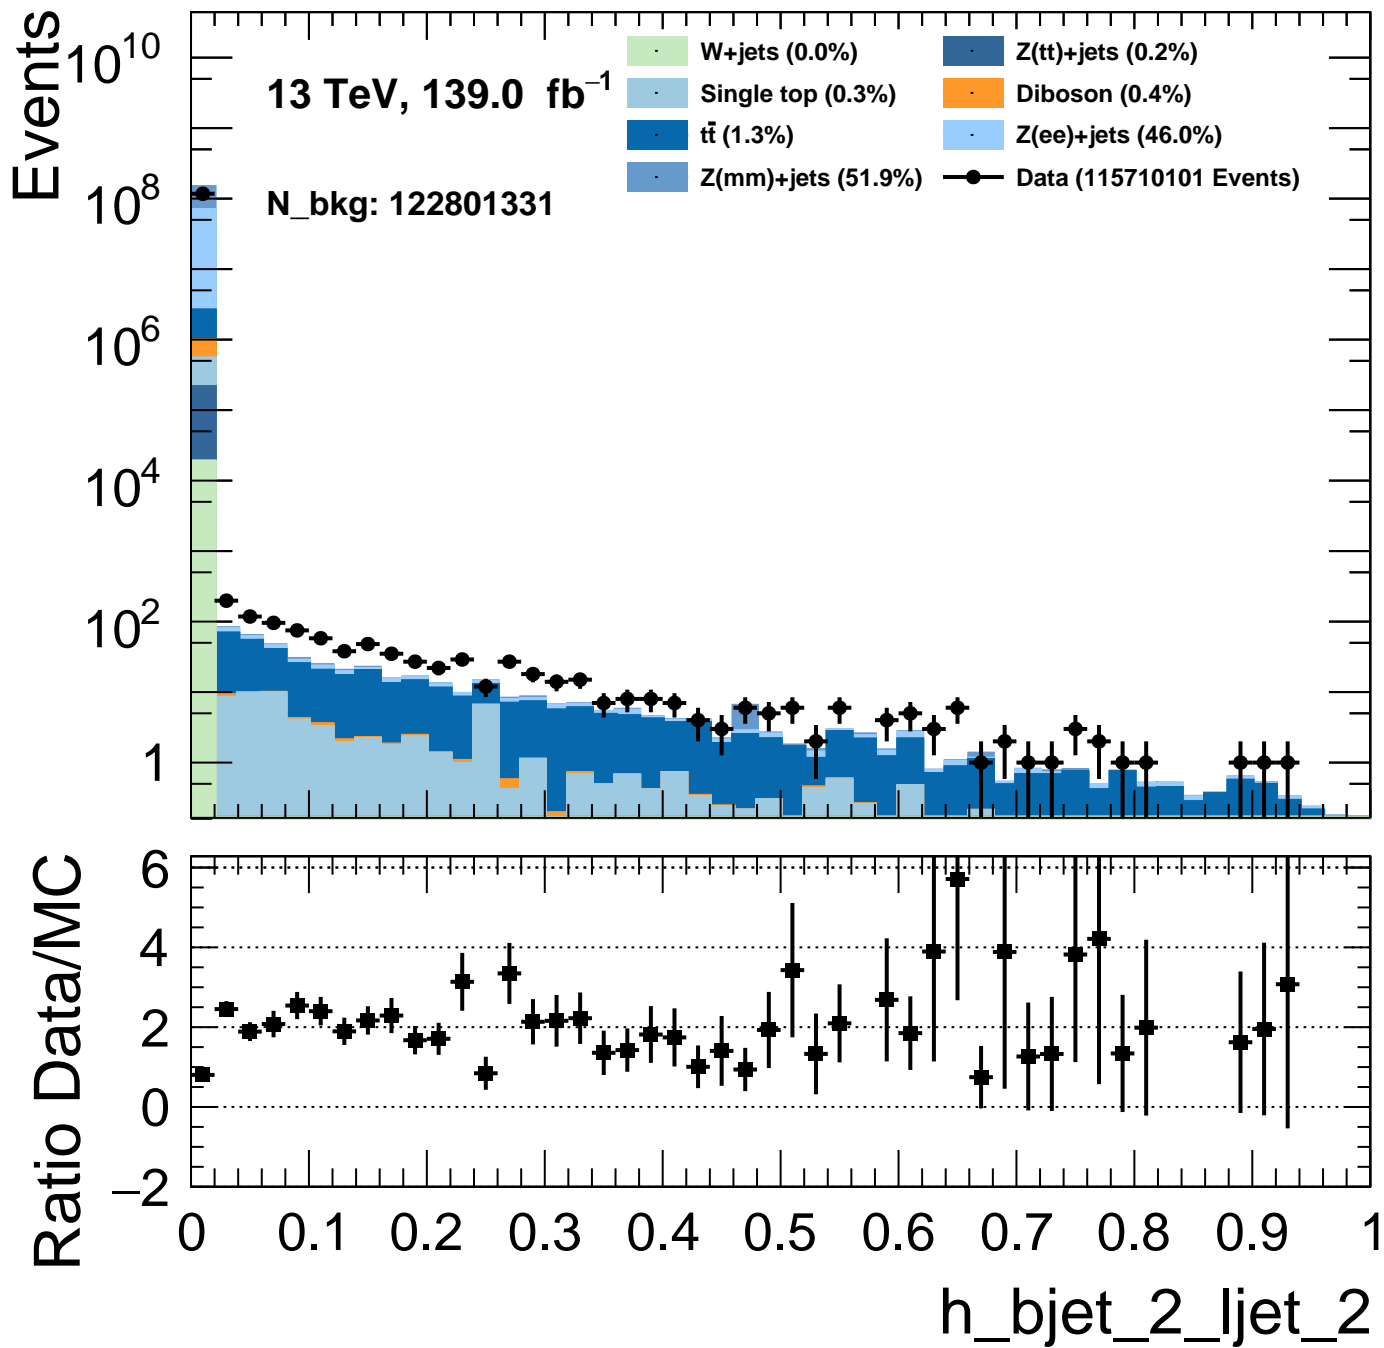 Events
10^10
10^8
10^6
10^4
10^2
1
13 TeV, 139.0 fb^−1
N_bkg: 122801331
W+jets (0.0%)
Single top (0.3%)
tt̄ (1.3%)
Z(mm)+jets (51.9%)
Z(tt)+jets (0.2%)
Diboson (0.4%)
Z(ee)+jets (46.0%)
Data (115710101 Events)
Ratio Data/MC
6
4
2
0
−2
0 0.1 0.2 0.3 0.4 0.5 0.6 0.7 0.8 0.9 1
h_bjet_2_ljet_2